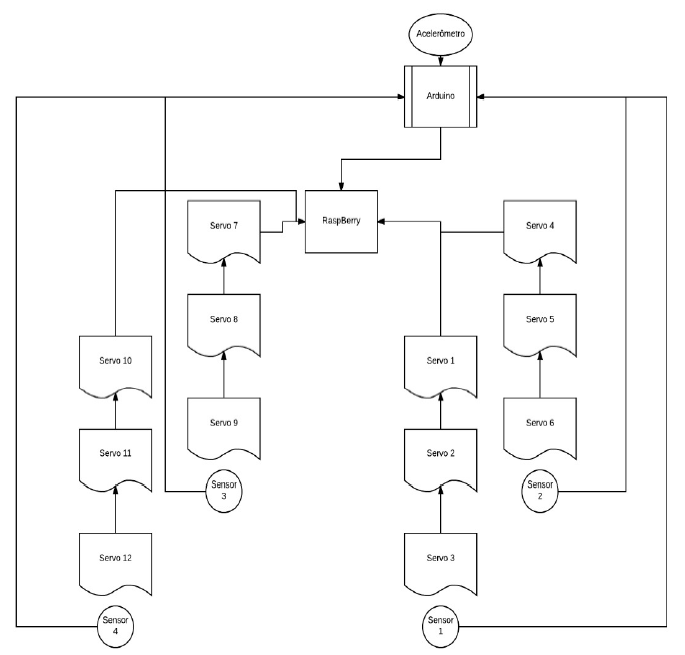 Acelerômetro
Arduino
RaspBerry
Servo 7
Servo 4
Servo 8
Servo 5
Servo 10
Servo 1
Servo 9
Servo 6
Servo 11
Servo 2
Sensor
3
Sensor
2
Servo 12
Servo 3
Sensor
4
Sensor
1